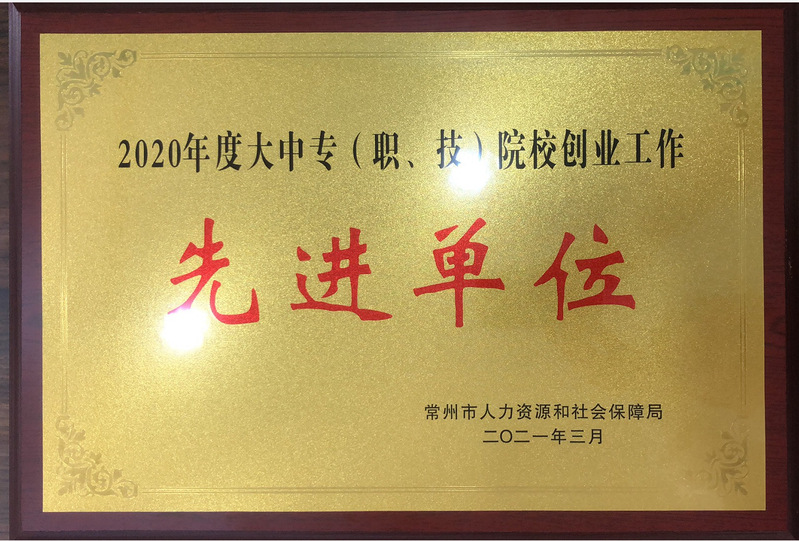 2020年度大中专（职、技）院校创业工作
先进单位
常州市人力资源和社会保障局
二〇二一年三月